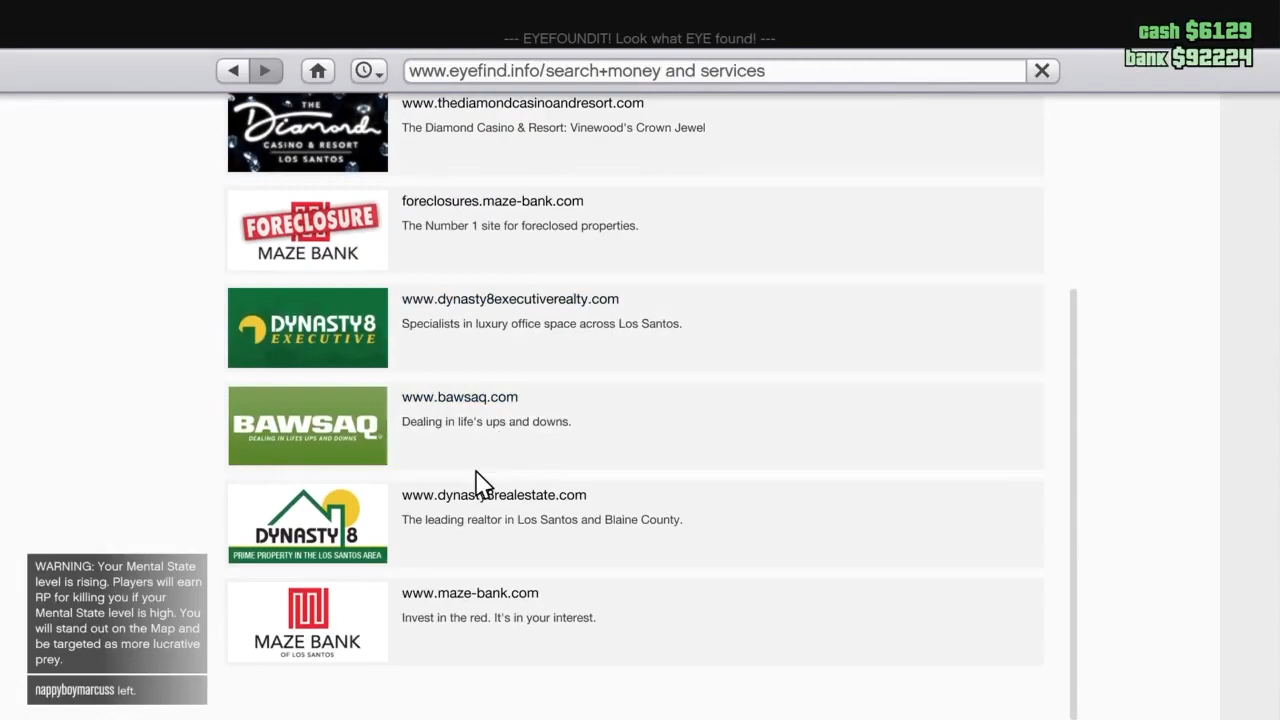 --- EYEFOUNDIT! Look what EYE found! ---
cash $6129
bank $92224
www.eyefind.info/search+money and services
THE
Diamond
CASINO & RESORT
LOS SANTOS
www.thediamondcasinoandresort.com
The Diamond Casino & Resort: Vinewood's Crown Jewel
FORECLOSURE
MAZE BANK
foreclosures.maze-bank.com
The Number 1 site for foreclosed properties.
DYNASTY8
EXECUTIVE
www.dynasty8executiverealty.com
Specialists in luxury office space across Los Santos.
BAWSAQ
DEALING IN LIFES UPS AND DOWNS
www.bawsaq.com
Dealing in life's ups and downs.
DYNASTY 8
PRIME PROPERTY IN THE LOS SANTOS AREA
www.dynasty8realestate.com
The leading realtor in Los Santos and Blaine County.
MAZE BANK
OF LOS SANTOS
www.maze-bank.com
Invest in the red. It's in your interest.
WARNING: Your Mental State
level is rising. Players will earn
RP for killing you if your
Mental State level is high. You
will stand out on the Map and
be targeted as more lucrative
prey.
nappyboymarcuss left.